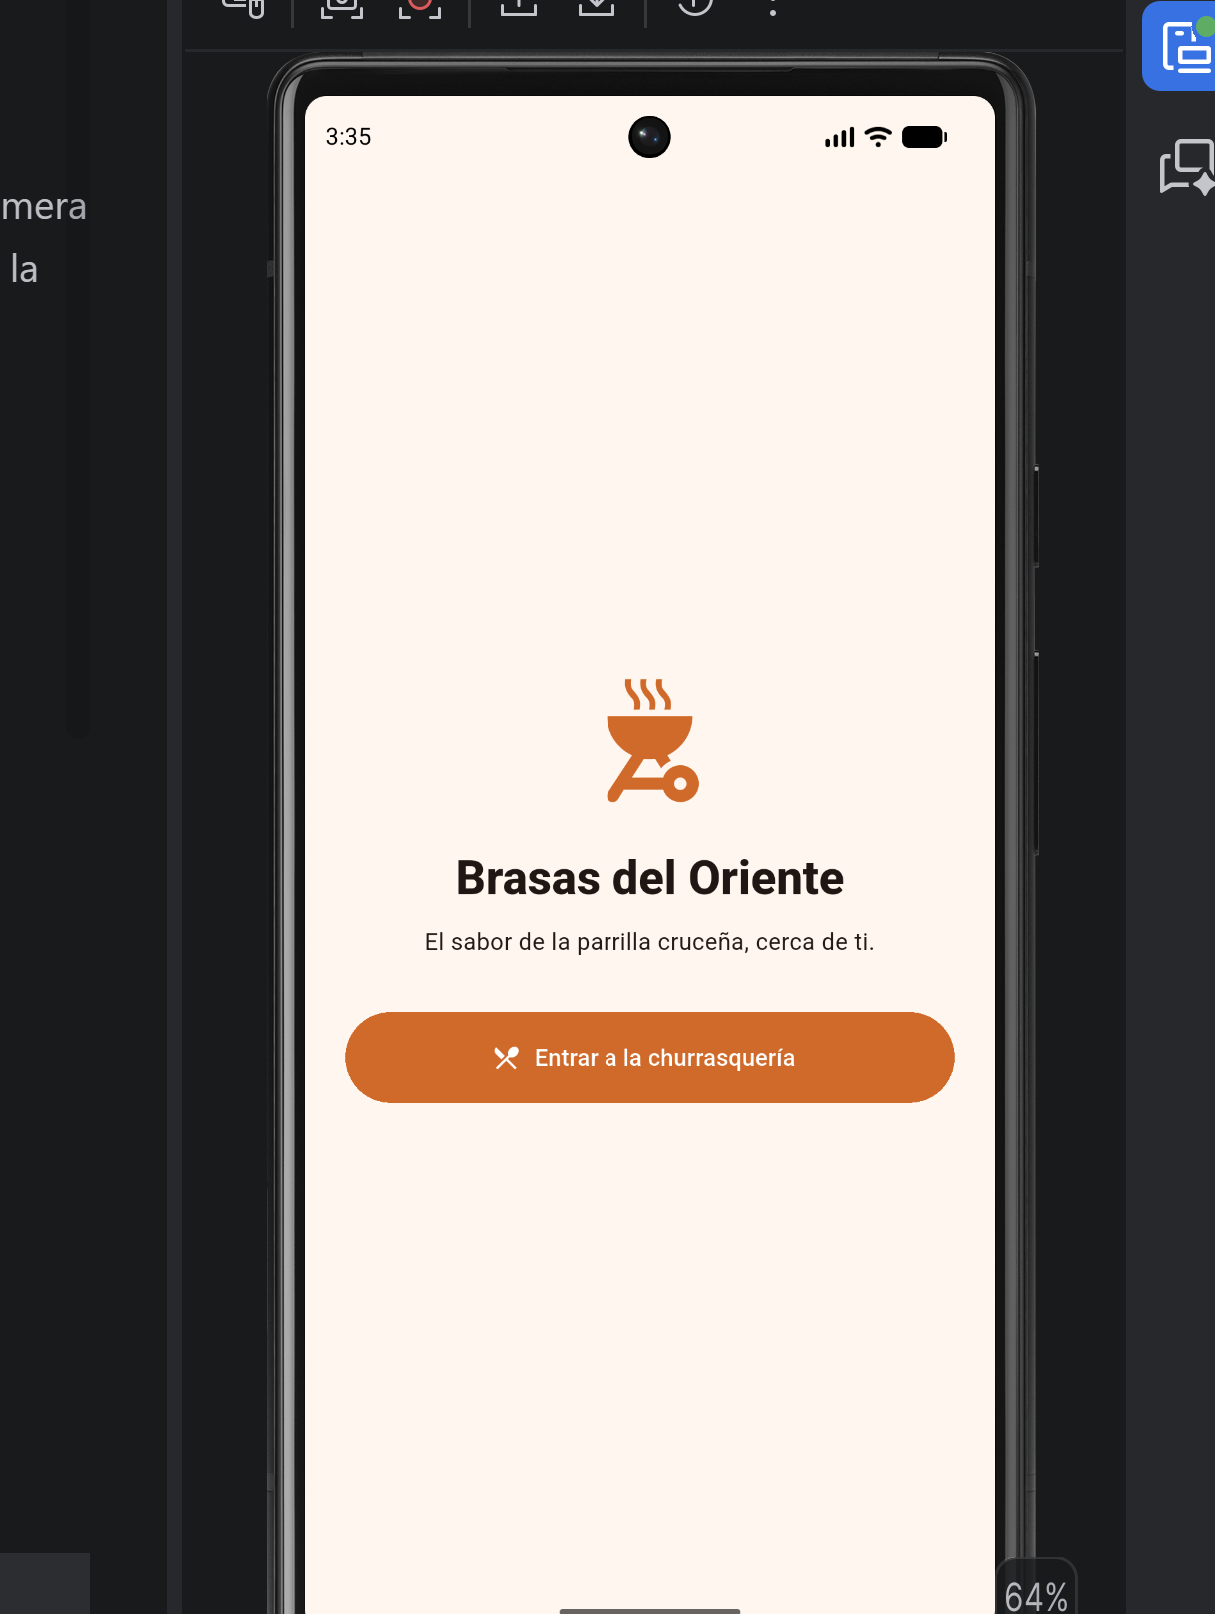 mera
la
3:35
Brasas del Oriente
El sabor de la parrilla cruceña, cerca de ti.
Entrar a la churrasquería
64%